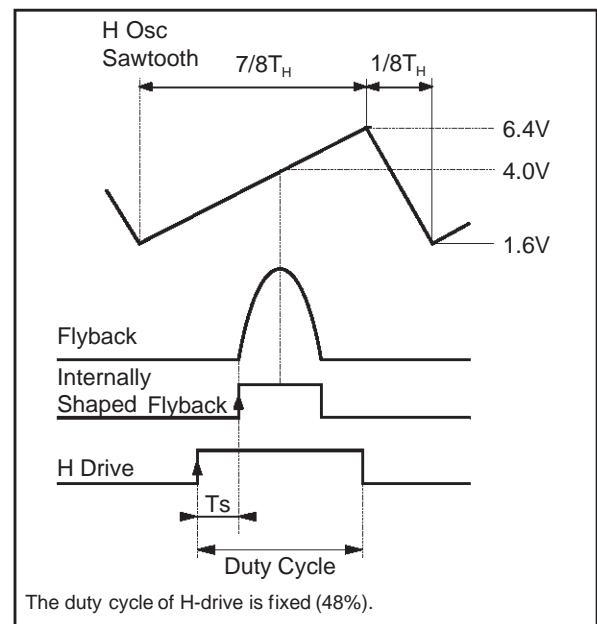 H Osc
Sawtooth
7/8T_H
1/8T_H
6.4V
4.0V
1.6V
Flyback
Internally
Shaped Flyback
H Drive
Ts
Duty Cycle
The duty cycle of H-drive is fixed (48%).